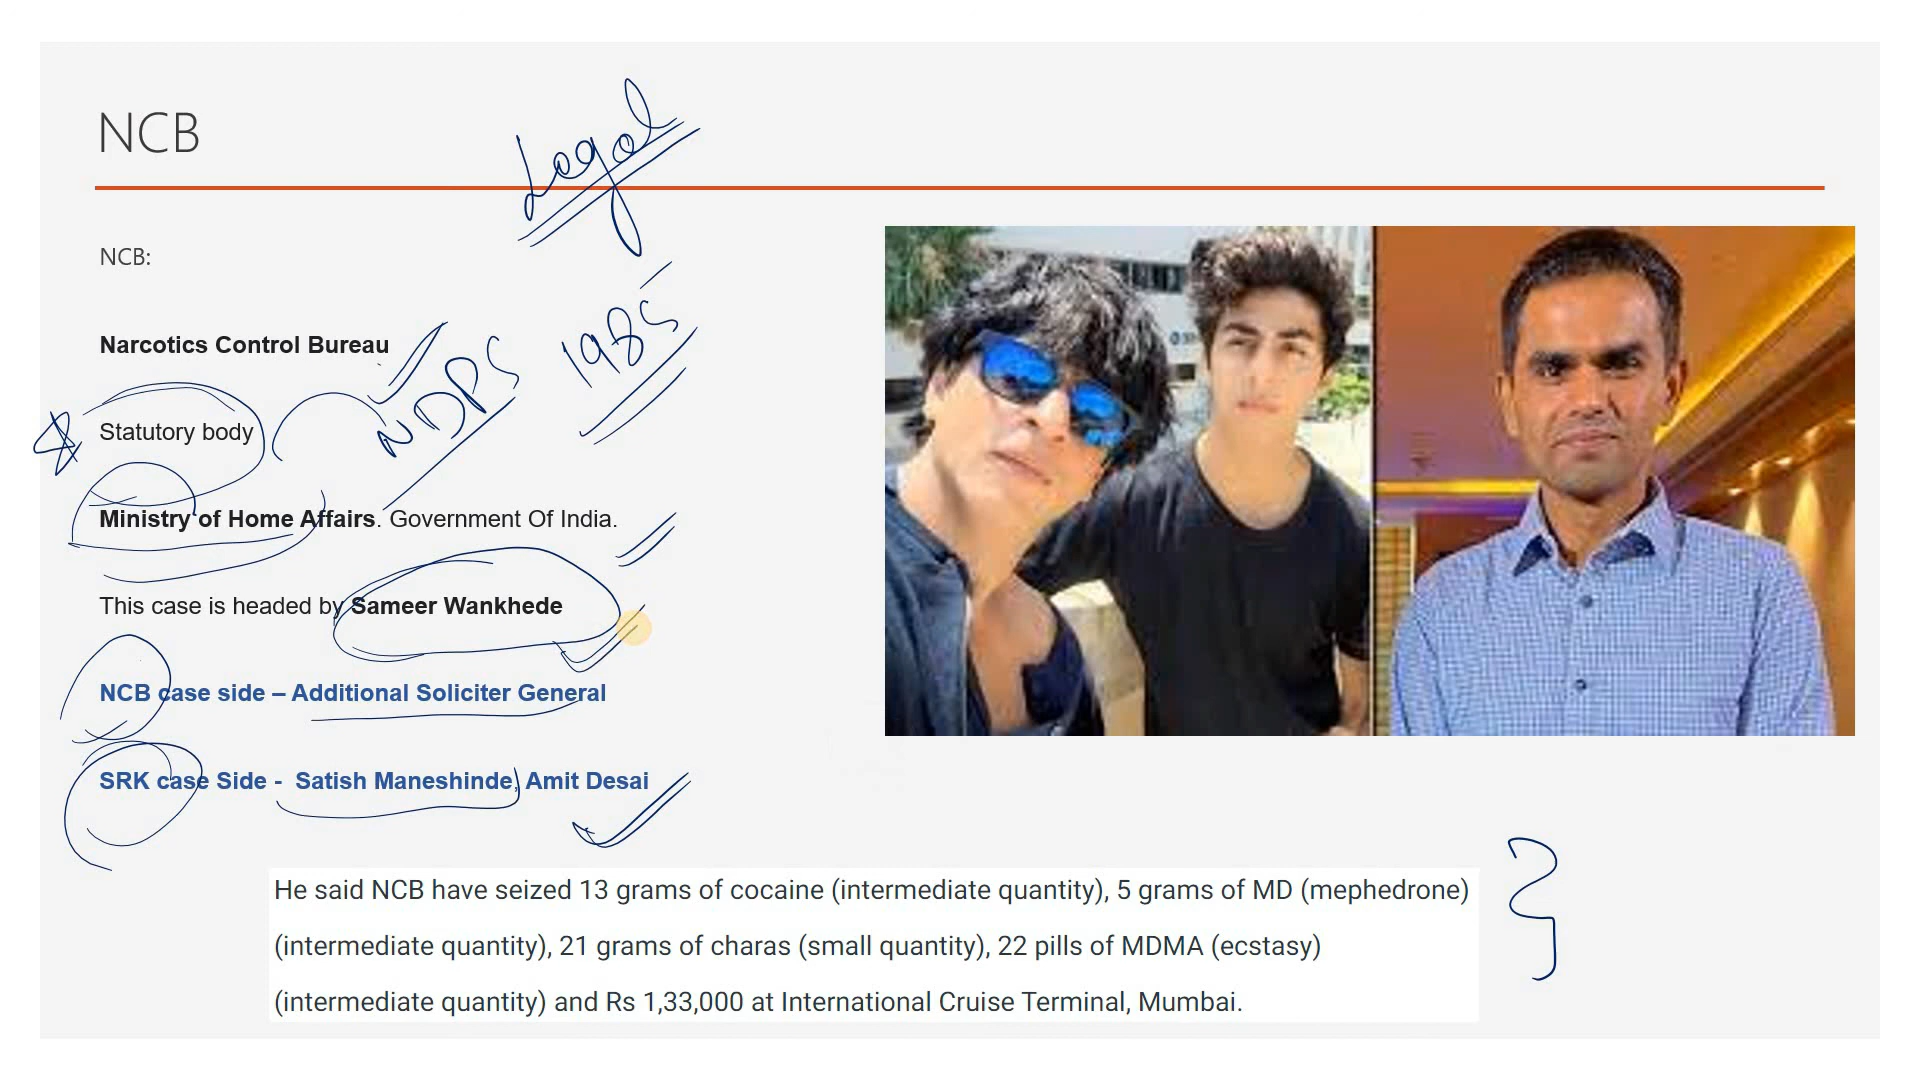 NCB
Legal
NCB:
Narcotics Control Bureau
NDPS 1985
Statutory body
Ministry of Home Affairs. Government Of India.
This case is headed by Sameer Wankhede
NCB case side – Additional Soliciter General
SRK case Side - Satish Maneshinde, Amit Desai
He said NCB have seized 13 grams of cocaine (intermediate quantity), 5 grams of MD (mephedrone)
(intermediate quantity), 21 grams of charas (small quantity), 22 pills of MDMA (ecstasy)
(intermediate quantity) and Rs 1,33,000 at International Cruise Terminal, Mumbai.